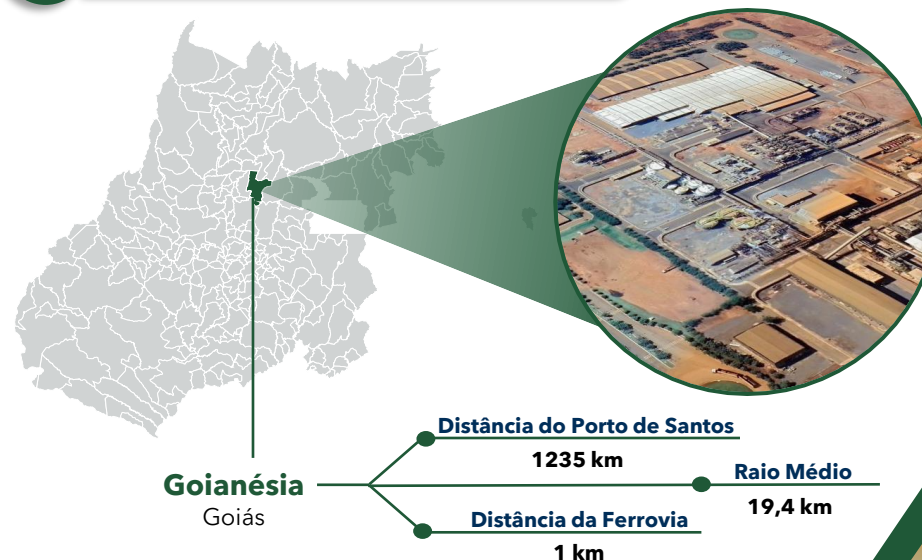 Distância do Porto de Santos
1235 km
Goianésia
Goiás
Raio Médio
19,4 km
Distância da Ferrovia
1 km